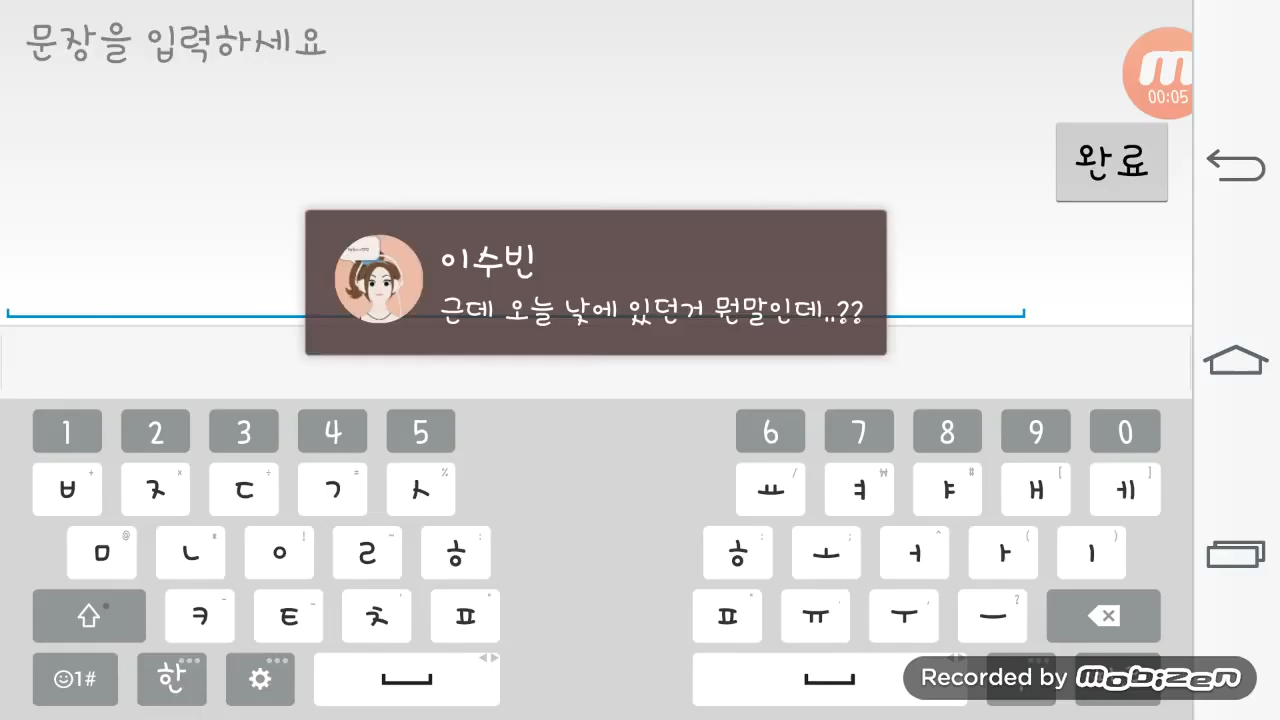 문장을 입력하세요
00:05
완료
이수빈
근데 오늘 낮에 있던거 뭔말인데..??
1 2 3 4 5 6 7 8 9 0
ㅂ ㅈ ㄷ ㄱ ㅅ ㅛ ㅕ ㅑ ㅐ ㅔ
ㅁ ㄴ ㅇ ㄹ ㅎ ㅎ ㅗ ㅓ ㅏ ㅣ
ㅋ ㅌ ㅊ ㅍ ㅍ ㅠ ㅜ ㅡ
1# 한
Recorded by mobizen